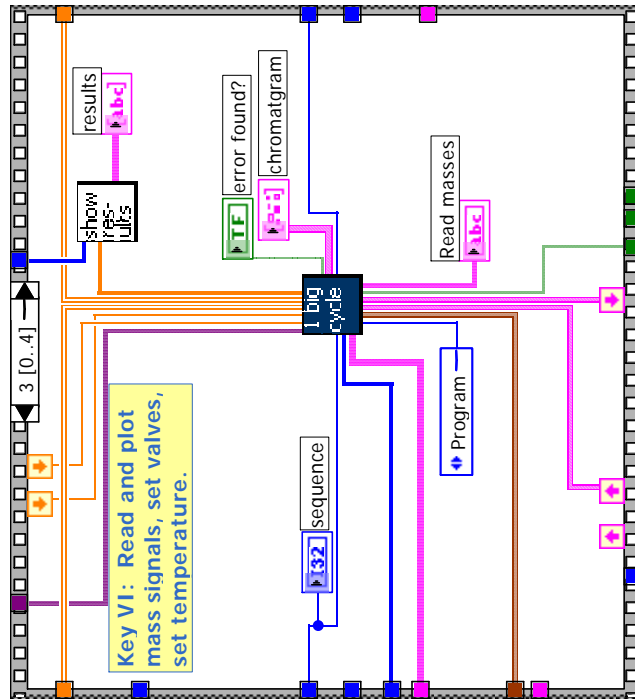 3 [0..4]
results
abc
show
res-
ults
error found?
TF
chromatgram
1 big
cycle
Read masses
abc
Key VI:  Read and plot
mass signals, set valves,
set temperature.
sequence
I32
Program